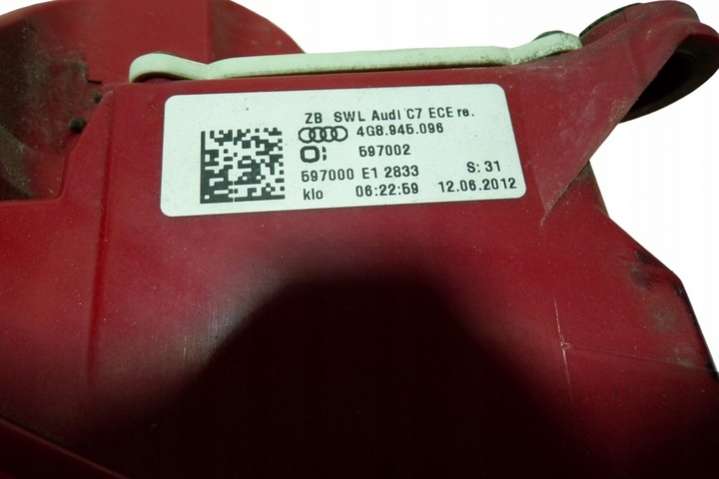 ZB SWL Audi C7 ECE re.
4G8.945.096
597002
597000 E1 2833 S: 31
klo 06:22:59 12.06.2012